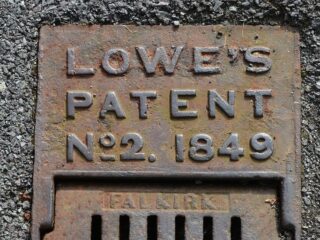 LOWE'S
PATENT
Nº2. 1849
FALKIRK